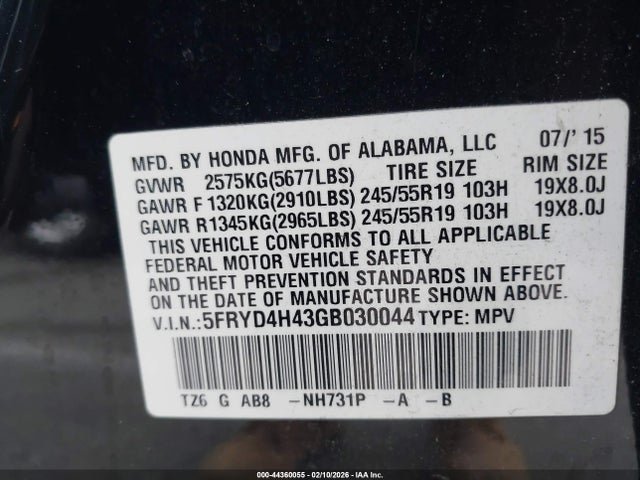 MFD. BY HONDA MFG. OF ALABAMA, LLC 07/' 15
GVWR 2575KG(5677LBS) TIRE SIZE RIM SIZE
GAWR F 1320KG(2910LBS) 245/55R19 103H 19X8.0J
GAWR R1345KG(2965LBS) 245/55R19 103H 19X8.0J
THIS VEHICLE CONFORMS TO ALL APPLICABLE
FEDERAL MOTOR VEHICLE SAFETY
AND THEFT PREVENTION STANDARDS IN EFFECT
ON THE DATE OF MANUFACTURE SHOWN ABOVE.
V.I.N.:5FRYD4H43GB030044 TYPE: MPV
TZ6 G AB8 -NH731P -A -B
000-44360055 - 02/10/2026 - IAA Inc.